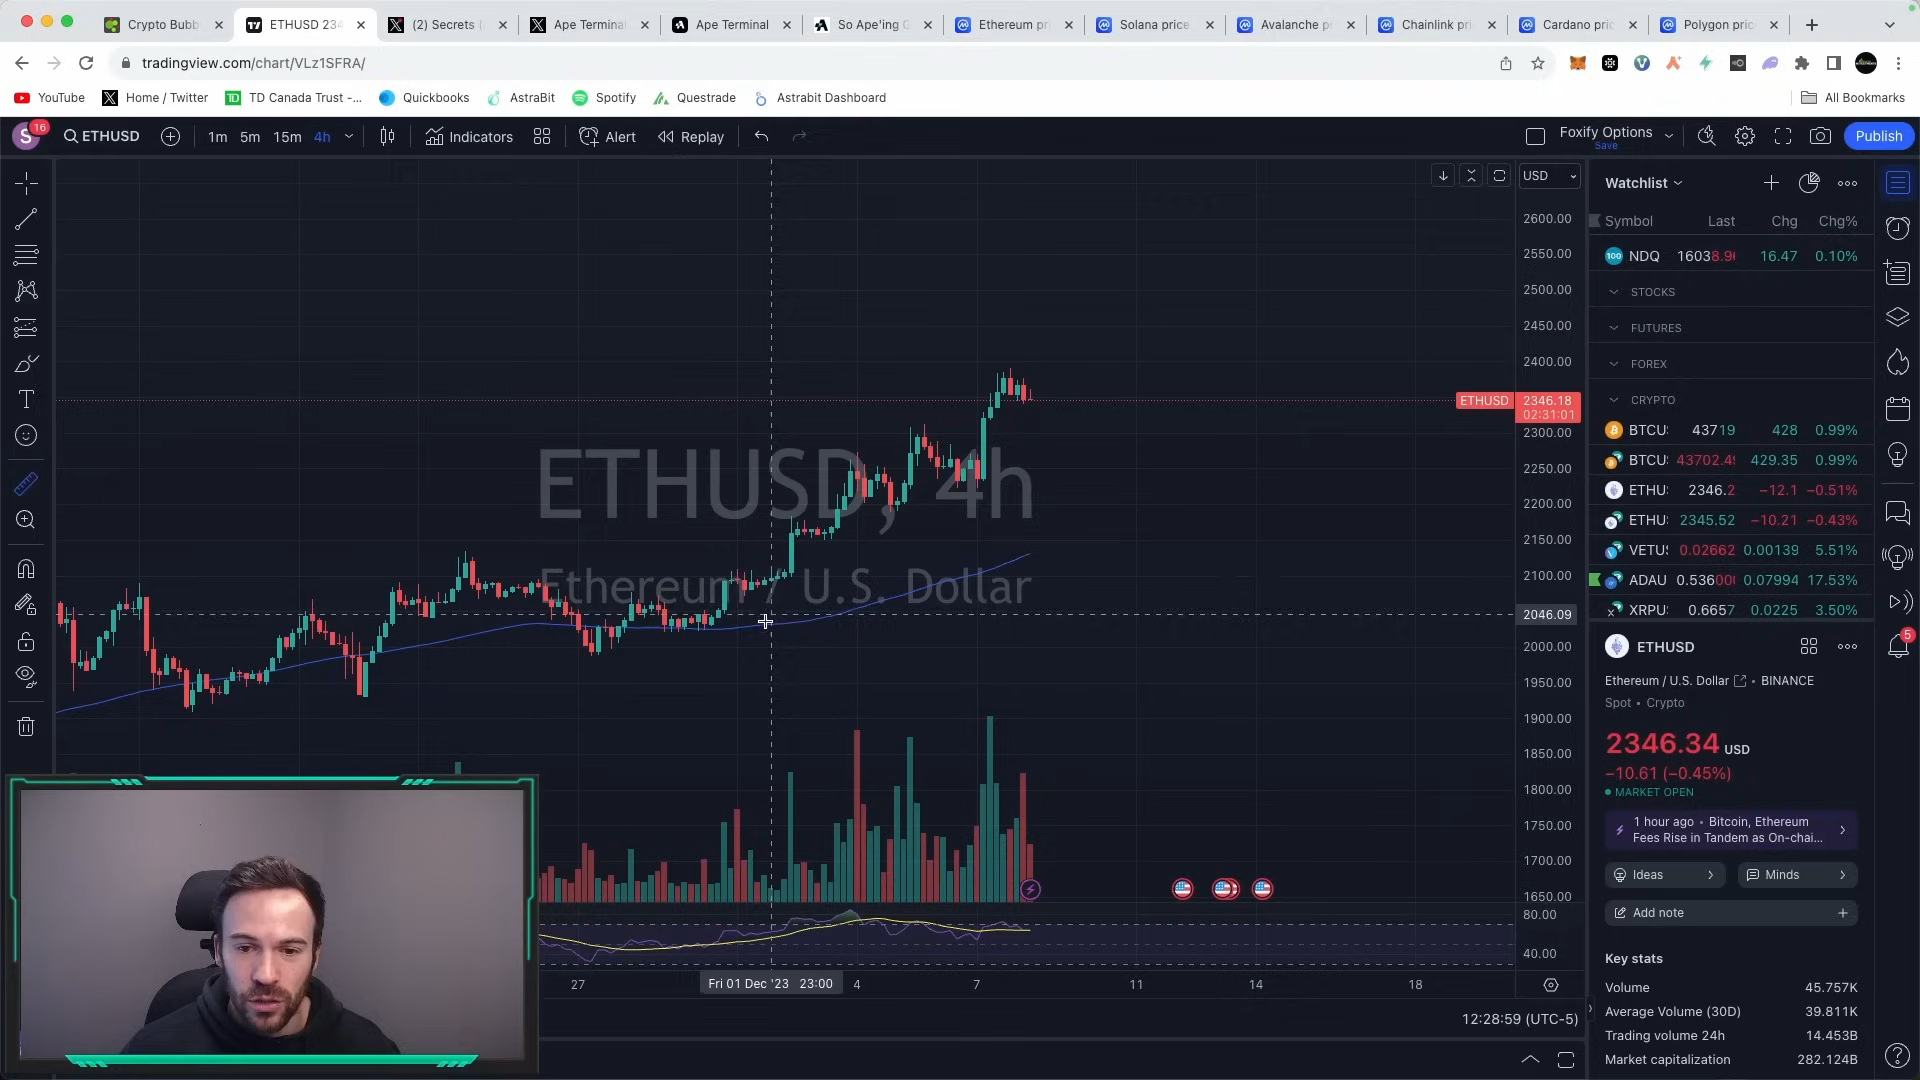 Crypto Bubb
ETHUSD 234
(2) Secrets
Ape Terminal
Ape Terminal
So Ape'ing
Ethereum pr
Solana price
Avalanche p
Chainlink pri
Cardano pric
Polygon pric
tradingview.com/chart/VLz1SFRA/
YouTube
Home / Twitter
TD Canada Trust -...
Quickbooks
AstraBit
Spotify
Questrade
Astrabit Dashboard
All Bookmarks
S
16
ETHUSD
1m 5m 15m 4h
Indicators
Alert
Replay
Foxify Options
Save
Publish
USD
Watchlist
Symbol Last Chg Chg%
100 NDQ 16038.9 16.47 0.10%
STOCKS
FUTURES
FOREX
CRYPTO
BTCU 43719 428 0.99%
BTCU 43702.4 429.35 0.99%
ETHU 2346.2 −12.1 −0.51%
ETHU 2345.52 −10.21 −0.43%
VETU 0.02662 0.00139 5.51%
ADAU 0.53600 0.07994 17.53%
XRPU 0.6657 0.0225 3.50%
5
2600.00
2550.00
2500.00
2450.00
2400.00
ETHUSD 2346.18
02:31:01
2300.00
2250.00
2200.00
2150.00
2100.00
2046.09
2000.00
1950.00
1900.00
1850.00
1800.00
1750.00
1700.00
1650.00
80.00
40.00
ETHUSD, 4h
Ethereum / U.S. Dollar
27
Fri 01 Dec '23 23:00
4
7
11
14
18
12:28:59 (UTC-5)
ETHUSD
Ethereum / U.S. Dollar • BINANCE
Spot • Crypto
2346.34 USD
−10.61 (−0.45%)
MARKET OPEN
1 hour ago • Bitcoin, Ethereum
Fees Rise in Tandem as On-chai...
Ideas
Minds
Add note
Key stats
Volume 45.757K
Average Volume (30D) 39.811K
Trading volume 24h 14.453B
Market capitalization 282.124B